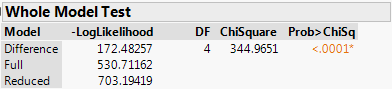 Whole Model Test
Model -LogLikelihood DF ChiSquare Prob>ChiSq
Difference 172.48257 4 344.9651 <.0001*
Full 530.71162
Reduced 703.19419